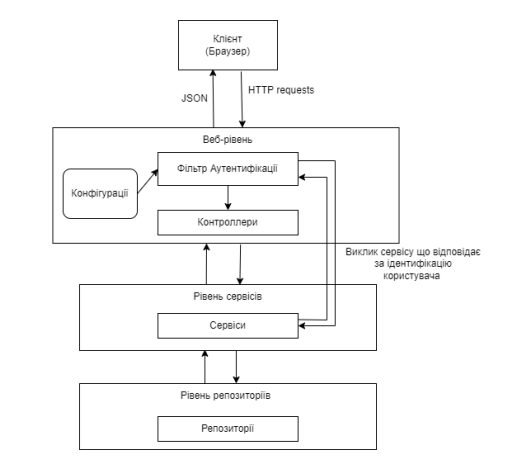 Клієнт
(Браузер)
JSON
HTTP requests
Веб-рівень
Фільтр Аутентифікації
Конфігурації
Контроллери
Виклик сервісу що відповідає
за ідентифікацію
користувача
Рівень сервісів
Сервіси
Рівень репозиторіїв
Репозиторії